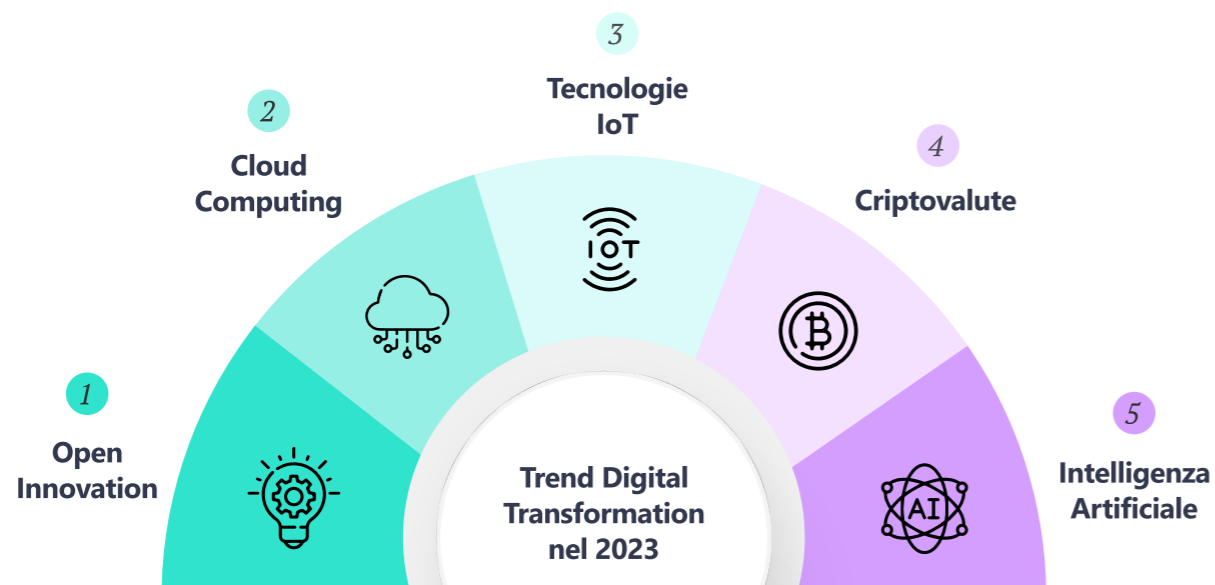 1
Open
Innovation
2
Cloud
Computing
3
Tecnologie
IoT
4
Criptovalute
5
Intelligenza
Artificiale
IOT
AI
Trend Digital
Transformation
nel 2023